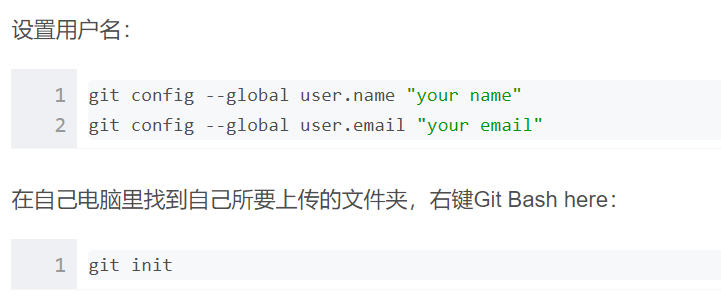 设置用户名：
1 git config --global user.name "your name"
2 git config --global user.email "your email"
在自己电脑里找到自己所要上传的文件夹，右键Git Bash here：
1 git init